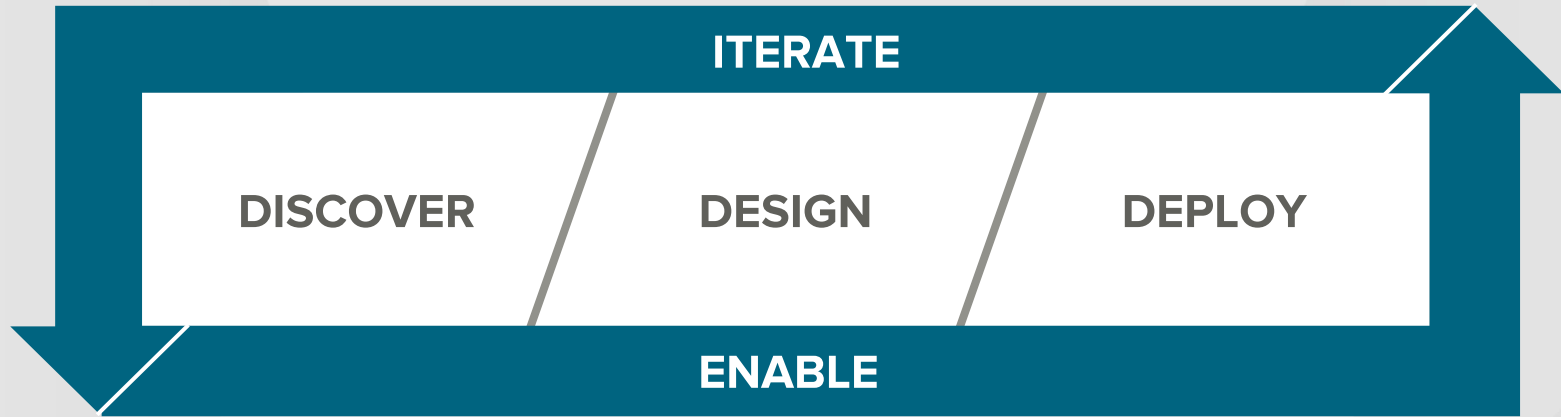 ITERATE
DISCOVER
DESIGN
DEPLOY
ENABLE